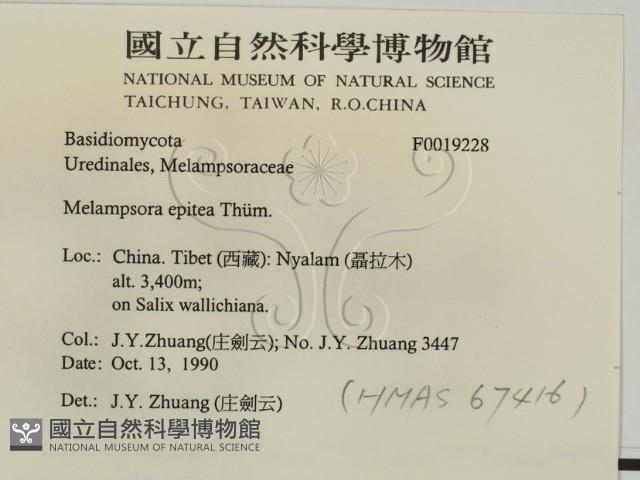 國立自然科學博物館
NATIONAL MUSEUM OF NATURAL SCIENCE
TAICHUNG, TAIWAN, R.O.CHINA
Basidiomycota F0019228
Uredinales, Melampsoraceae
Melampsora epitea Thüm.
Loc.: China. Tibet (西藏): Nyalam (聶拉木)
alt. 3,400m;
on Salix wallichiana.
Col.: J.Y.Zhuang(庄劍云); No. J.Y. Zhuang 3447
Date: Oct. 13, 1990
Det.: J.Y. Zhuang (庄劍云) (HMAS 67416)
國立自然科學博物館
NATIONAL MUSEUM OF NATURAL SCIENCE